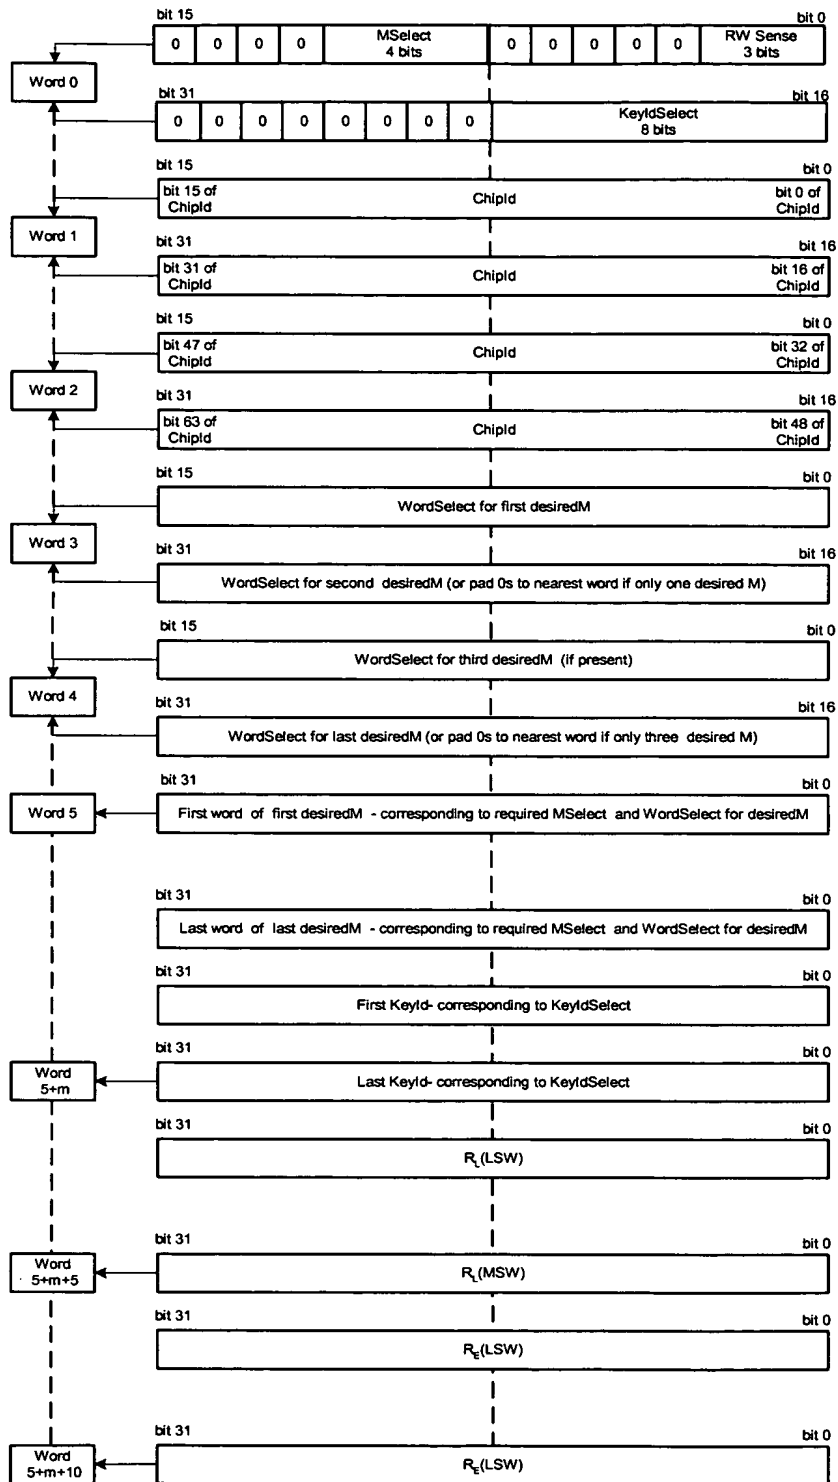 bit 15
bit 0
0 0 0 0
MSelect
4 bits
0 0 0 0 0
RW Sense
3 bits
Word 0
bit 31
bit 16
0 0 0 0 0 0 0 0
KeyIdSelect
8 bits
bit 15
bit 0
bit 15 of
ChipId
ChipId
bit 0 of
ChipId
Word 1
bit 31
bit 16
bit 31 of
ChipId
ChipId
bit 16 of
ChipId
bit 15
bit 0
bit 47 of
ChipId
ChipId
bit 32 of
ChipId
Word 2
bit 31
bit 16
bit 63 of
ChipId
ChipId
bit 48 of
ChipId
bit 15
bit 0
WordSelect for first desiredM
Word 3
bit 31
bit 16
WordSelect for second desiredM (or pad 0s to nearest word if only one desired M)
bit 15
bit 0
WordSelect for third desiredM (if present)
Word 4
bit 31
bit 16
WordSelect for last desiredM (or pad 0s to nearest word if only three desired M)
bit 31
bit 0
Word 5
First word of first desiredM - corresponding to required MSelect and WordSelect for desiredM
bit 31
bit 0
Last word of last desiredM - corresponding to required MSelect and WordSelect for desiredM
bit 31
bit 0
First KeyId- corresponding to KeyIdSelect
bit 31
bit 0
Word
5+m
Last KeyId- corresponding to KeyIdSelect
bit 31
bit 0
R_L(LSW)
bit 31
bit 0
Word
5+m+5
R_L(MSW)
bit 31
bit 0
R_E(LSW)
bit 31
bit 0
Word
5+m+10
R_E(LSW)